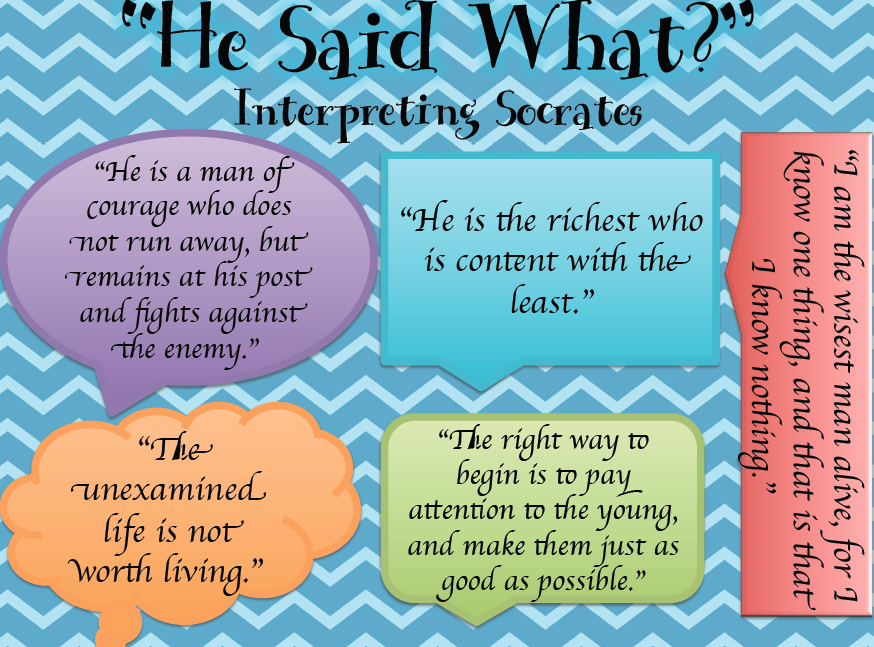 “He Said What?”
Interpreting Socrates
“He is a man of
courage who does
not run away, but
remains at his post
and fights against
the enemy.”
“He is the richest who
is content with the
least.”
“I am the wisest man alive, for I
know one thing, and that is that
I know nothing.”
“The
unexamined
life is not
worth living.”
“The right way to
begin is to pay
attention to the young,
and make them just as
good as possible.”